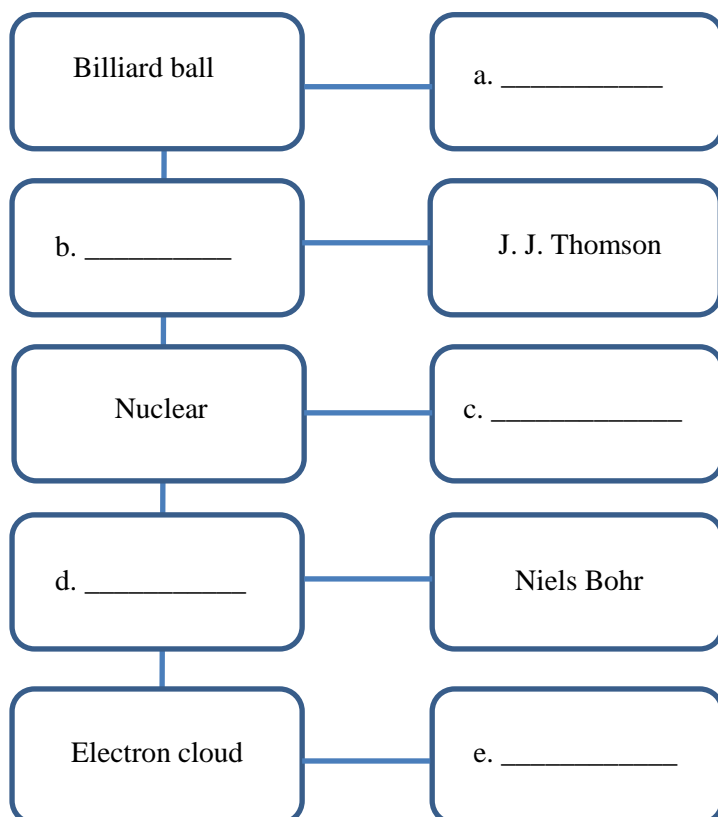 Billiard ball
a. ___________
b. __________
J. J. Thomson
Nuclear
c. _____________
d. ___________
Niels Bohr
Electron cloud
e. ____________